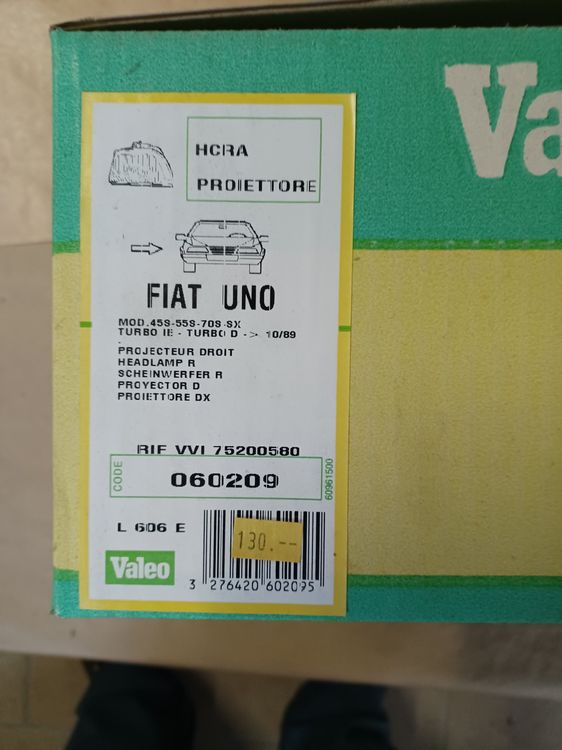 Va
HCRA
PROIETTORE
FIAT UNO
MOD.45S-55S-70S-SX
TURBO IE - TURBO D -> 10/89
PROJECTEUR DROIT
HEADLAMP R
SCHEINWERFER R
PROYECTOR D
PROIETTORE DX
RIF VVI 75200580
CODE
060209
60961500
L 606 E
130.--
Valeo
3 276420 602095